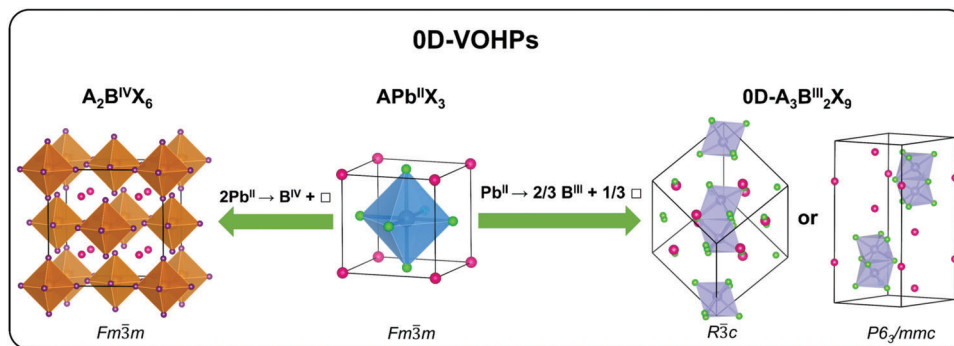 0D-VOHPs
A₂BᴵⱽX₆
APbᴵᴵX₃
0D-A₃Bᴵᴵᴵ₂X₉
2Pbᴵᴵ → Bᴵⱽ + □
Pbᴵᴵ → 2/3 Bᴵᴵᴵ + 1/3 □
or
Fm3̅m
Fm3̅m
R3̅c
P6₃/mmc